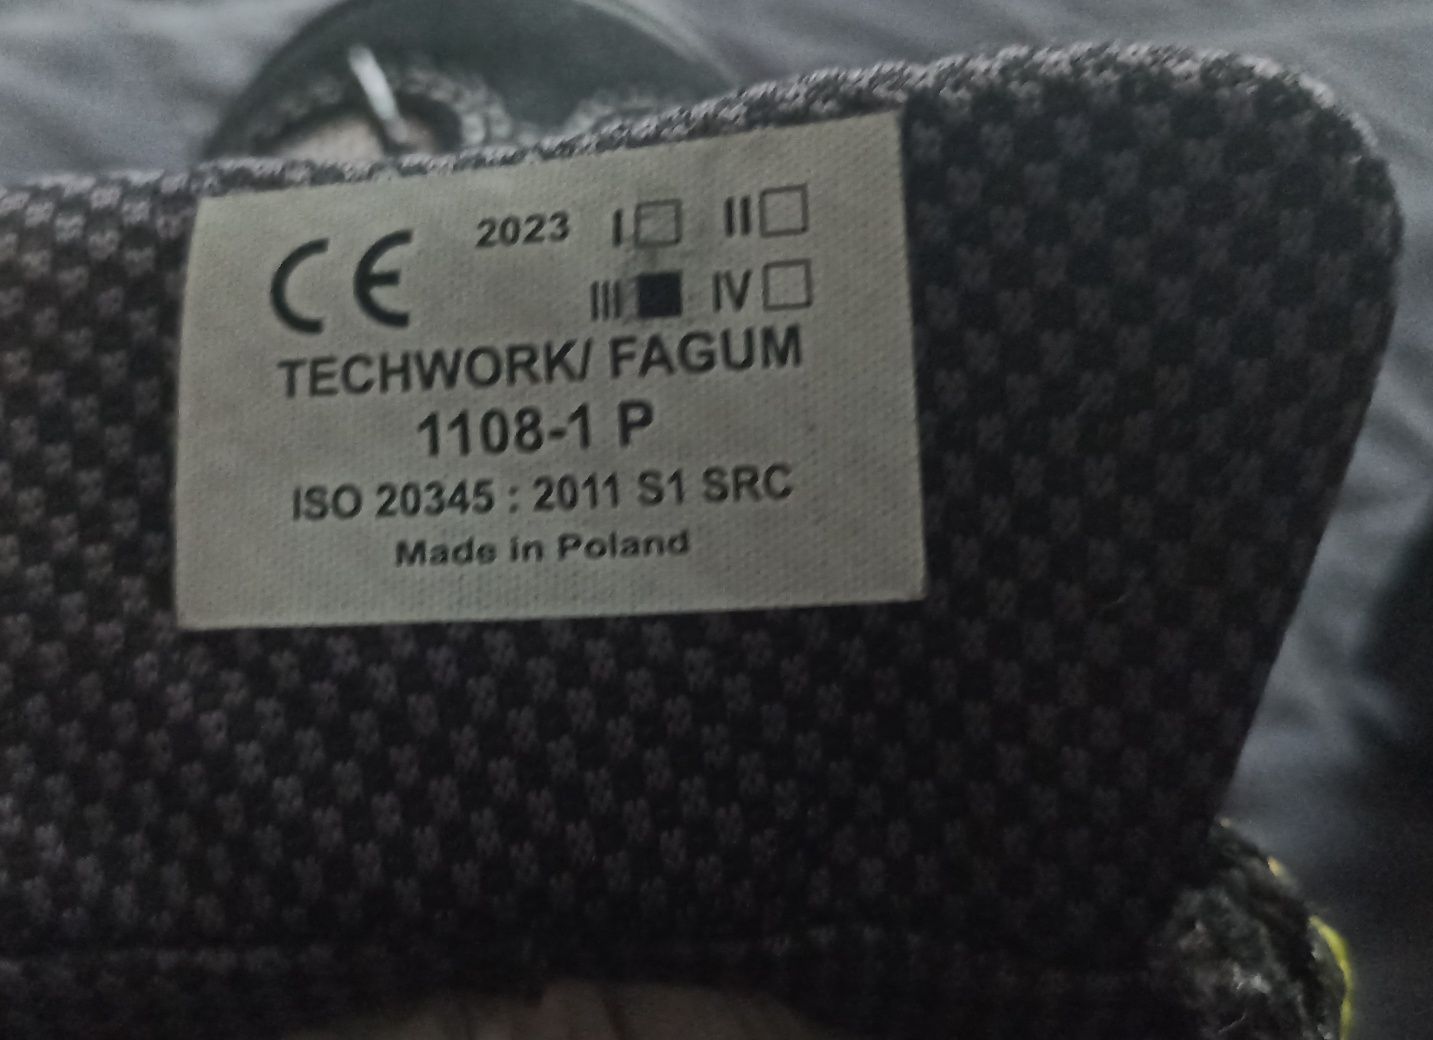 CE 2023 I II
III IV
TECHWORK/ FAGUM
1108-1 P
ISO 20345 : 2011 S1 SRC
Made in Poland